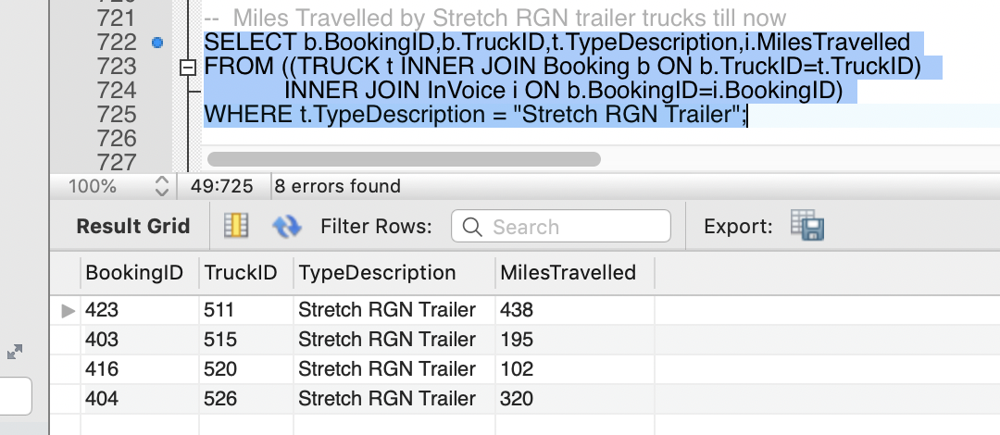 721 -- Miles Travelled by Stretch RGN trailer trucks till now
722 SELECT b.BookingID,b.TruckID,t.TypeDescription,i.MilesTravelled
723 FROM ((TRUCK t INNER JOIN Booking b ON b.TruckID=t.TruckID)
724 INNER JOIN InVoice i ON b.BookingID=i.BookingID)
725 WHERE t.TypeDescription = "Stretch RGN Trailer";
726
727
100% 49:725 8 errors found
Result Grid Filter Rows: Search Export:
BookingID TruckID TypeDescription MilesTravelled
423 511 Stretch RGN Trailer 438
403 515 Stretch RGN Trailer 195
416 520 Stretch RGN Trailer 102
404 526 Stretch RGN Trailer 320